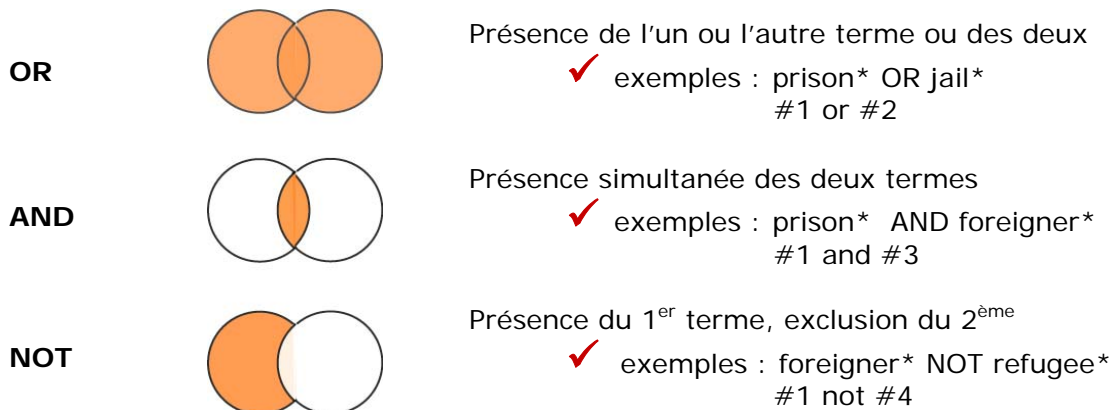 OR
Présence de l'un ou l'autre terme ou des deux
exemples : prison* OR jail*
#1 or #2
AND
Présence simultanée des deux termes
exemples : prison* AND foreigner*
#1 and #3
NOT
Présence du 1er terme, exclusion du 2ème
exemples : foreigner* NOT refugee*
#1 not #4